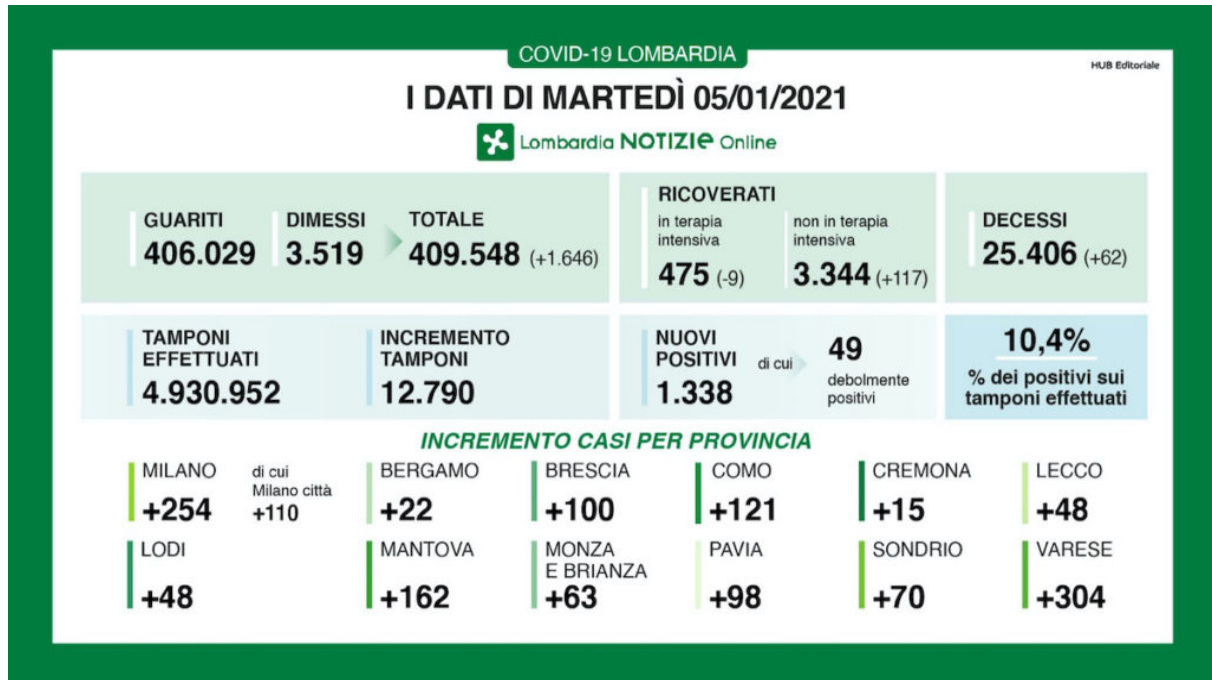 COVID-19 LOMBARDIA
HUB Editoriale
I DATI DI MARTEDÌ 05/01/2021
Lombardia NOTIZIE Online
GUARITI
406.029
DIMESSI
3.519
TOTALE
409.548 (+1.646)
RICOVERATI
in terapia
intensiva
475 (-9)
non in terapia
intensiva
3.344 (+117)
DECESSI
25.406 (+62)
TAMPONI
EFFETTUATI
4.930.952
INCREMENTO
TAMPONI
12.790
NUOVI
POSITIVI
1.338
di cui
49
debolmente
positivi
10,4%
% dei positivi sui
tamponi effettuati
INCREMENTO CASI PER PROVINCIA
MILANO
+254
di cui
Milano città
+110
BERGAMO
+22
BRESCIA
+100
COMO
+121
CREMONA
+15
LECCO
+48
LODI
+48
MANTOVA
+162
MONZA
E BRIANZA
+63
PAVIA
+98
SONDRIO
+70
VARESE
+304